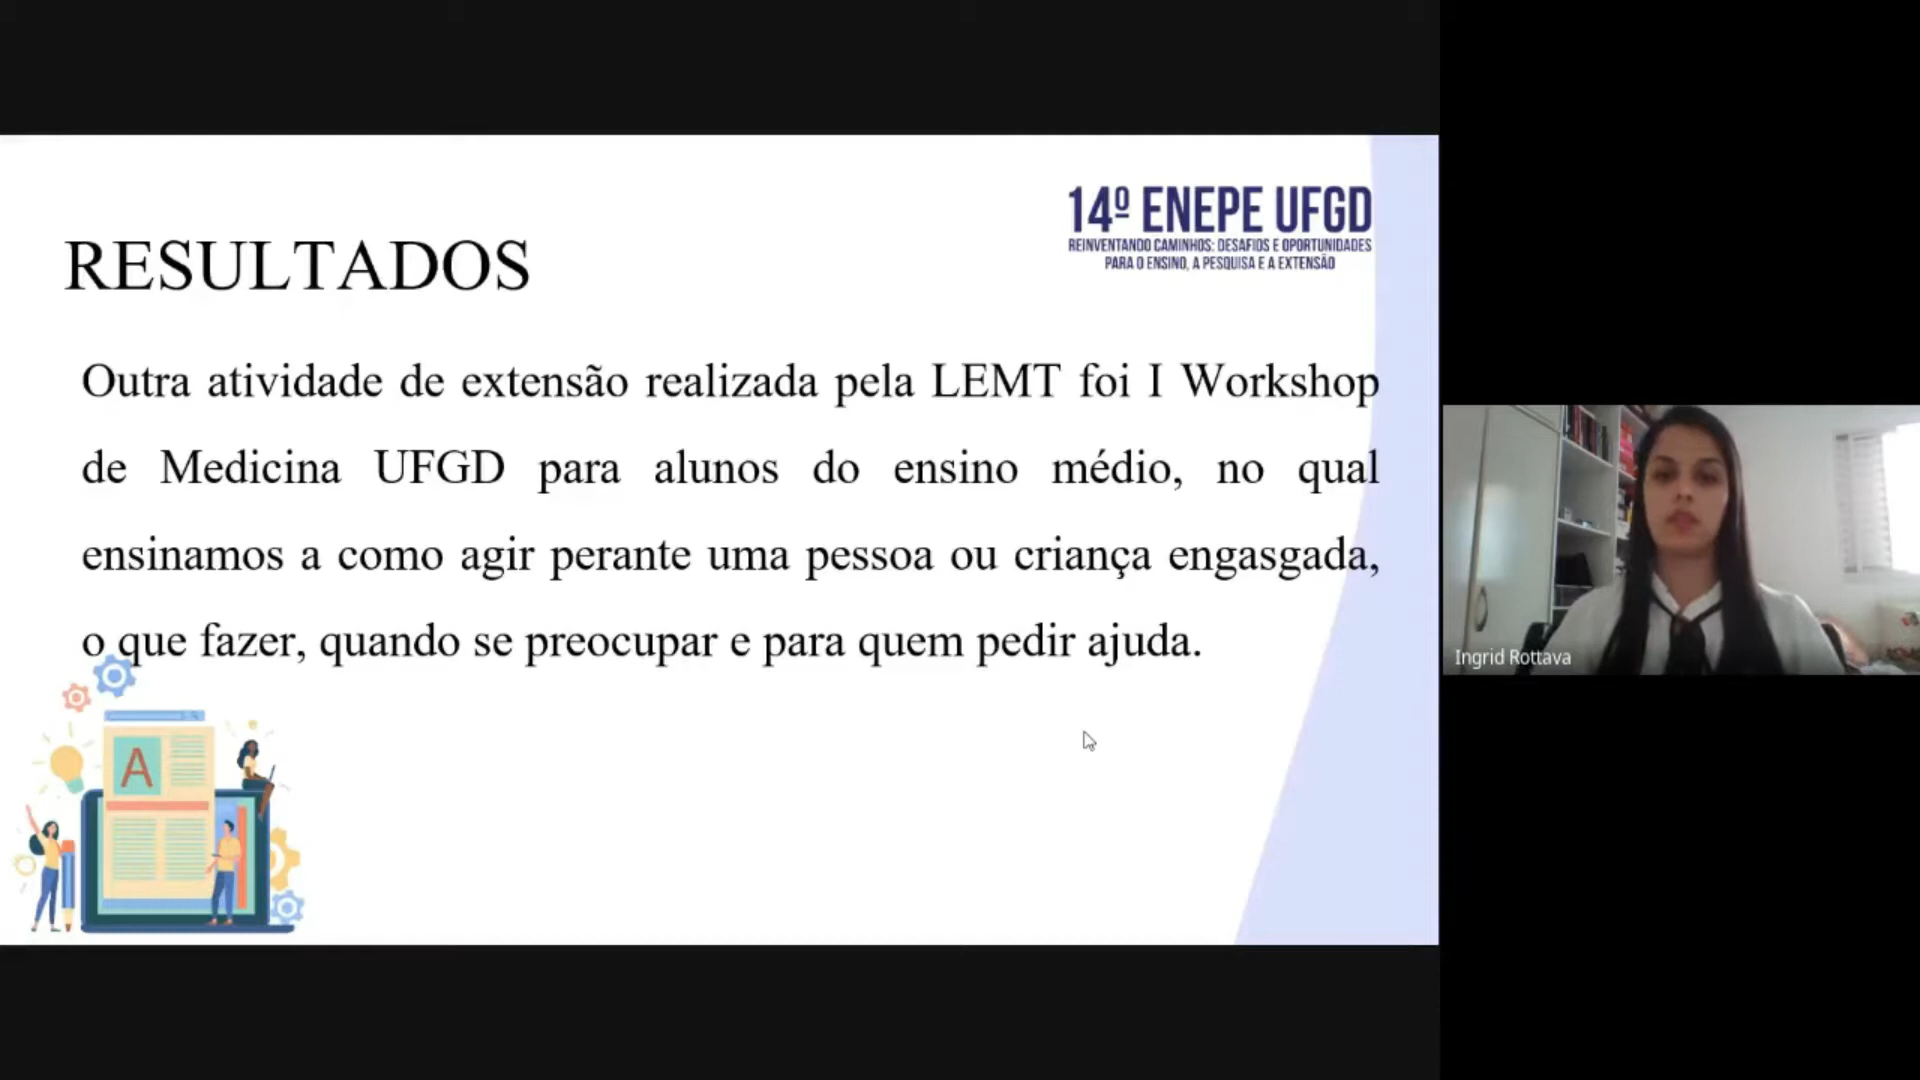 14º ENEPE UFGD
REINVENTANDO CAMINHOS: DESAFIOS E OPORTUNIDADES
PARA O ENSINO, A PESQUISA E A EXTENSÃO
RESULTADOS
Outra atividade de extensão realizada pela LEMT foi I Workshop
de Medicina UFGD para alunos do ensino médio, no qual
ensinamos a como agir perante uma pessoa ou criança engasgada,
o que fazer, quando se preocupar e para quem pedir ajuda.
A
Ingrid Rottava